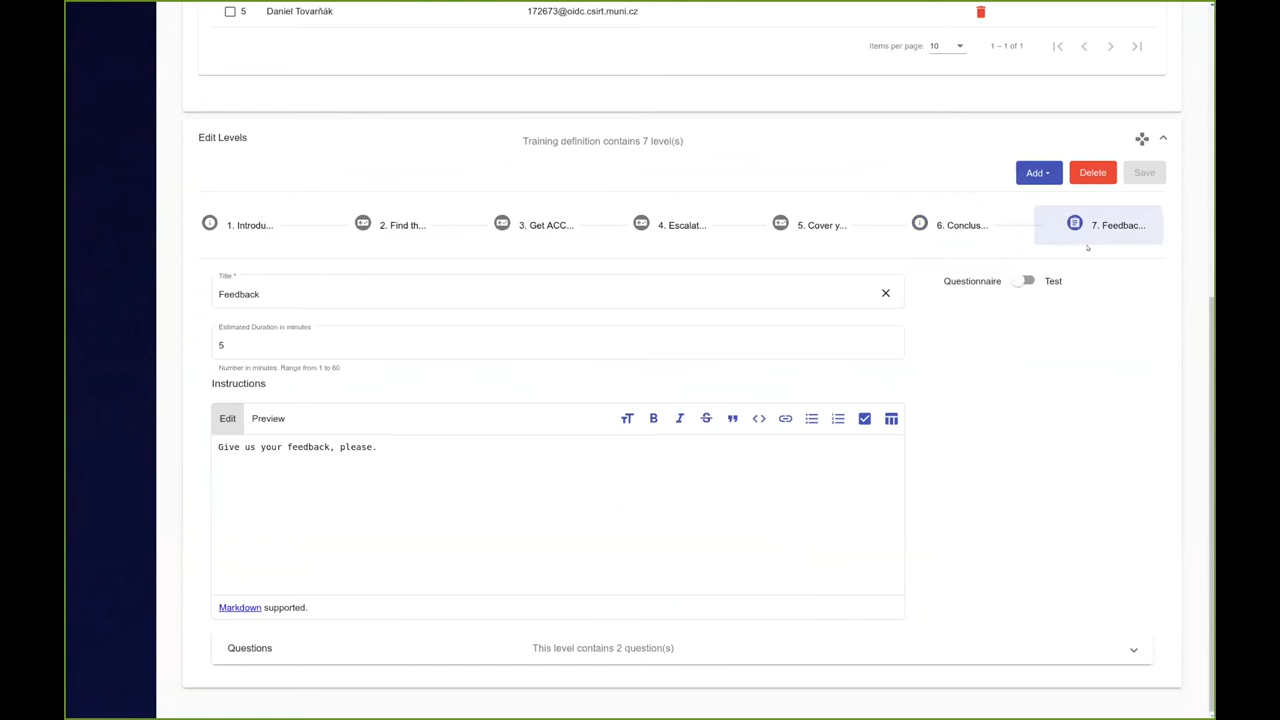 5 Daniel Tovarňák 172673@oidc.csirt.muni.cz
Items per page: 10 1 – 1 of 1
Edit Levels Training definition contains 7 level(s)
Add Delete Save
1. Introdu... 2. Find th... 3. Get ACC... 4. Escalat... 5. Cover y... 6. Conclus... 7. Feedbac...
Title *
Feedback
Questionnaire Test
Estimated Duration in minutes
5
Number in minutes. Range from 1 to 60
Instructions
Edit Preview
Give us your feedback, please.
Markdown supported.
Questions This level contains 2 question(s)